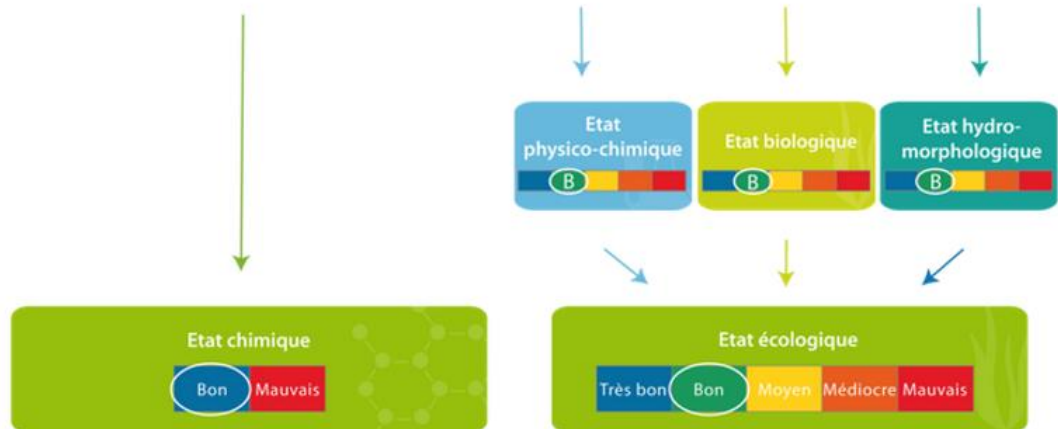 Etat
physico-chimique
B
Etat biologique
B
Etat hydro-
morphologique
B
Etat chimique
Bon
Mauvais
Etat écologique
Très bon
Bon
Moyen
Médiocre
Mauvais